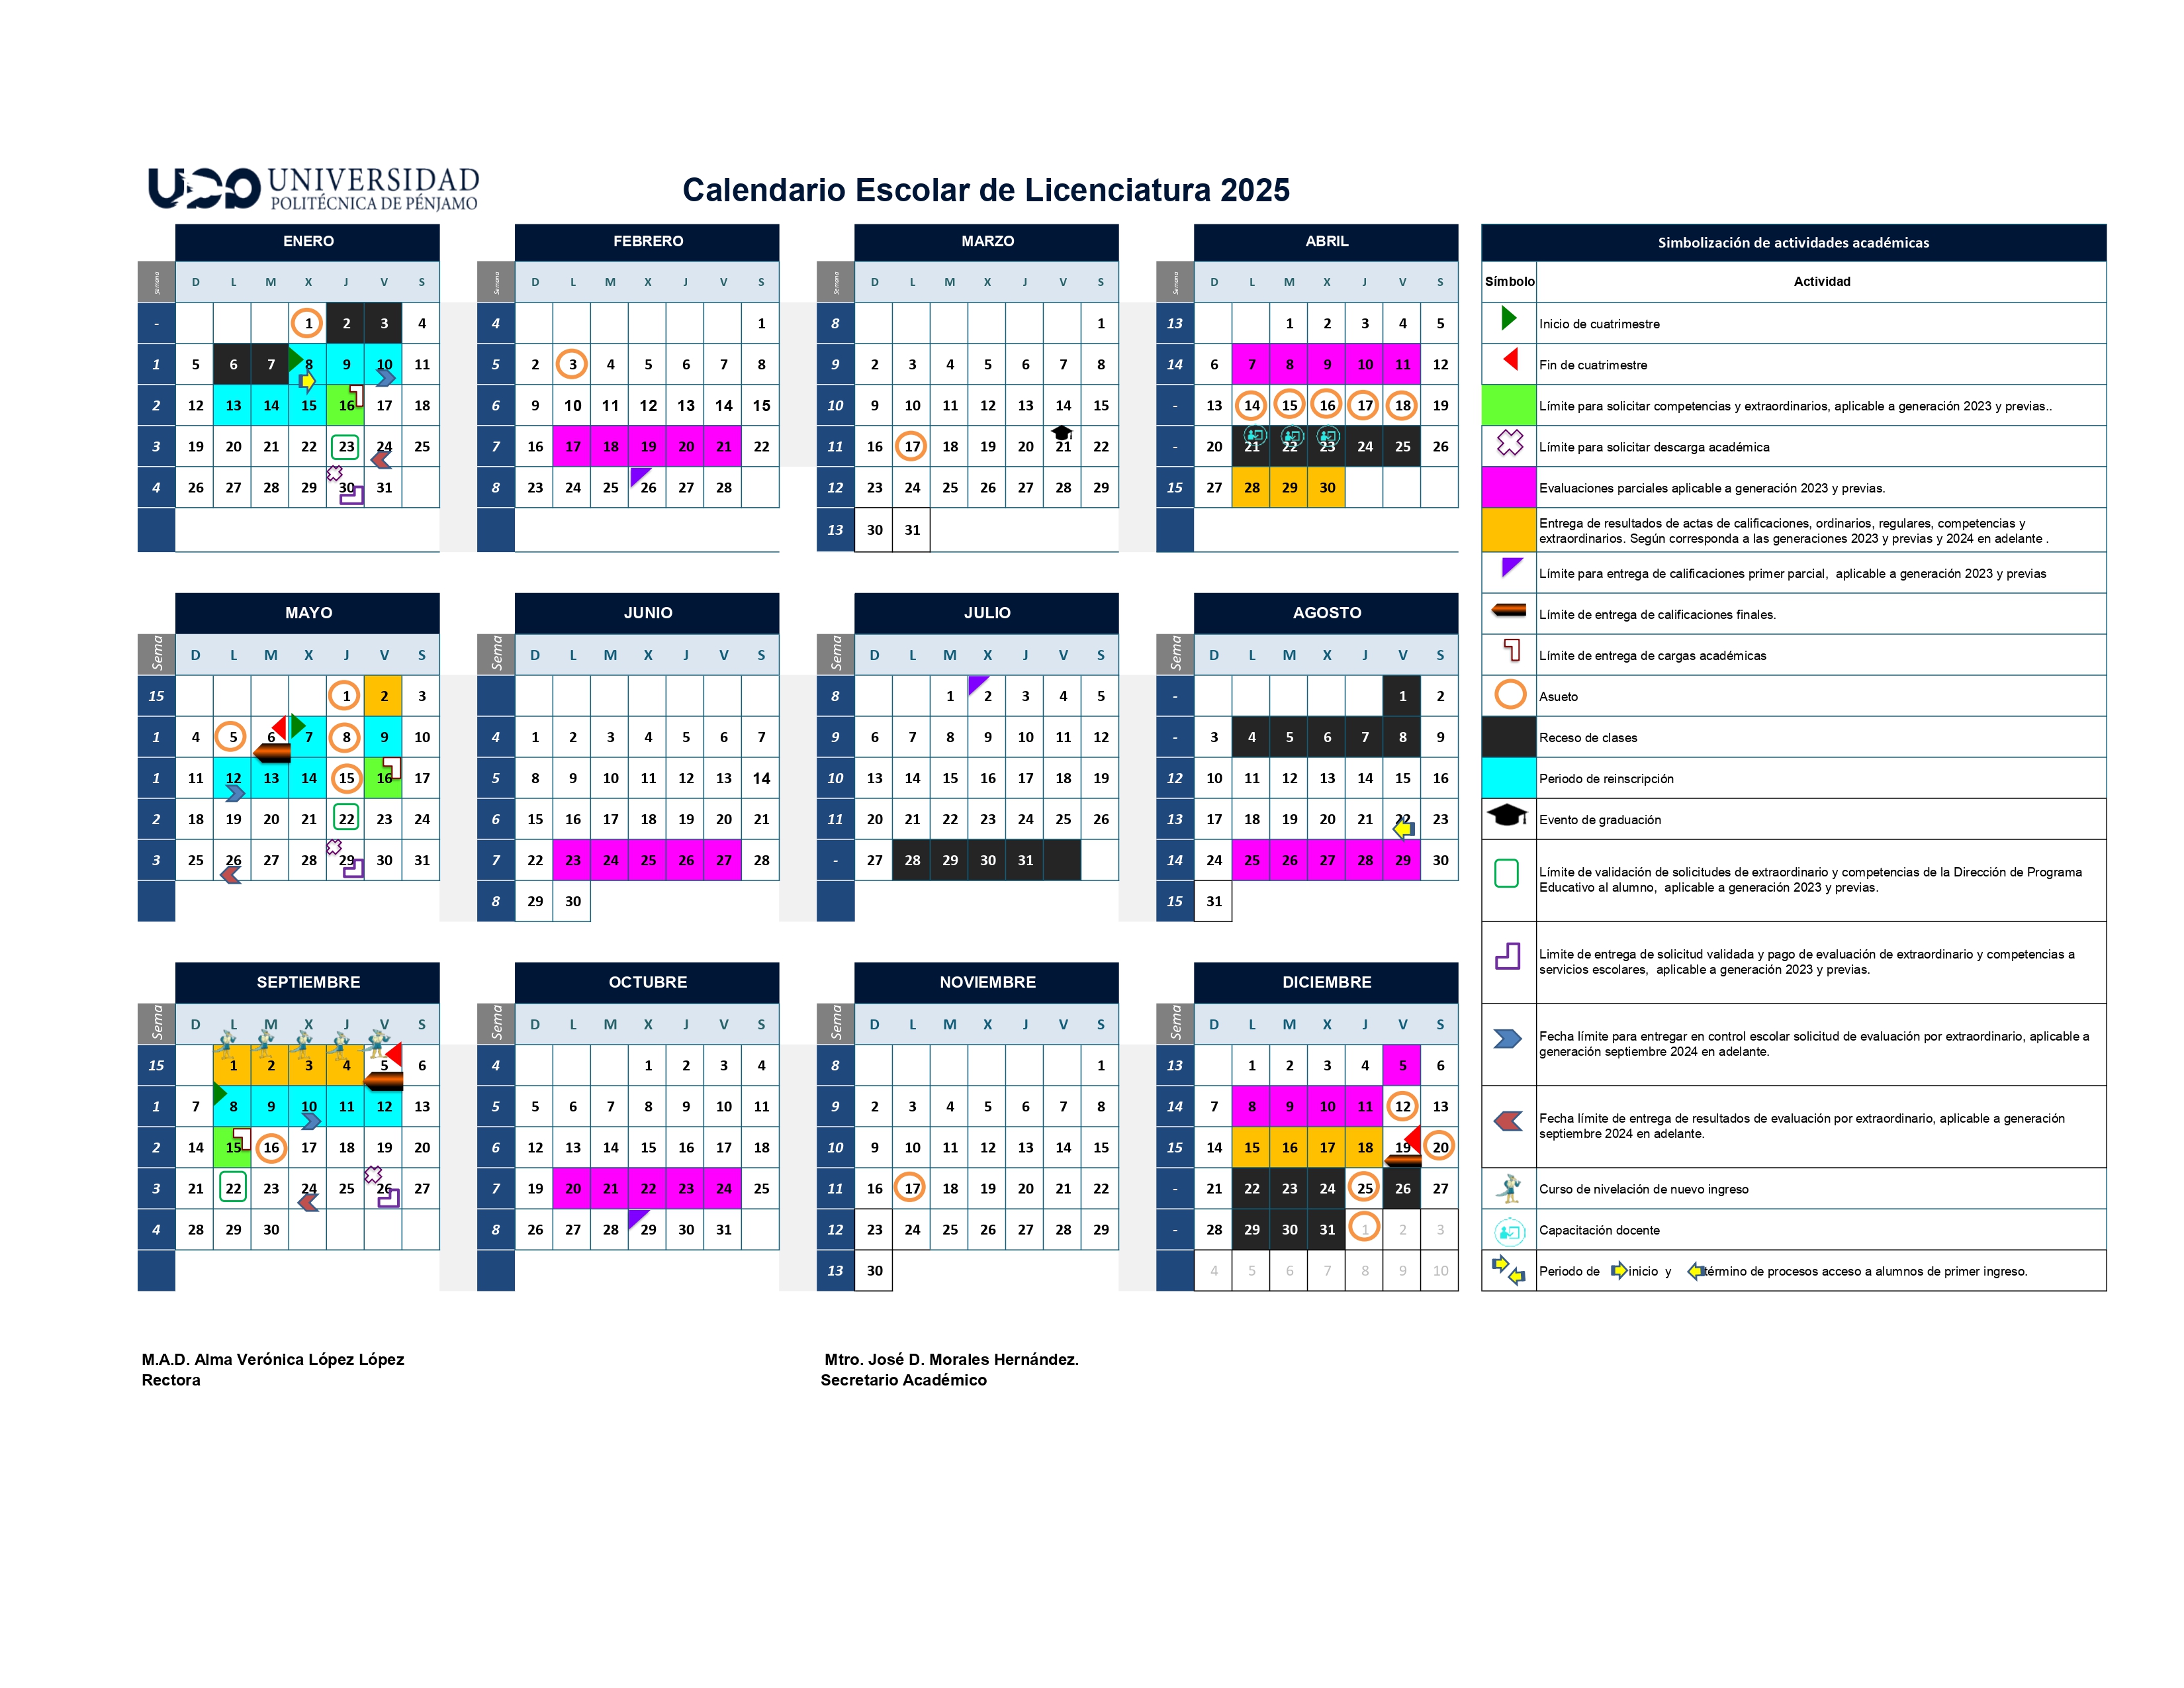 UPP UNIVERSIDAD
POLITÉCNICA DE PÉNJAMO
Calendario Escolar de Licenciatura 2025
ENERO
Semana D L M X J V S
- 1 2 3 4
1 5 6 7 8 9 10 11
2 12 13 14 15 16 17 18
3 19 20 21 22 23 24 25
4 26 27 28 29 30 31
FEBRERO
Semana D L M X J V S
4 1
5 2 3 4 5 6 7 8
6 9 10 11 12 13 14 15
7 16 17 18 19 20 21 22
8 23 24 25 26 27 28
MARZO
Semana D L M X J V S
8 1
9 2 3 4 5 6 7 8
10 9 10 11 12 13 14 15
11 16 17 18 19 20 21 22
12 23 24 25 26 27 28 29
13 30 31
ABRIL
Semana D L M X J V S
13 1 2 3 4 5
14 6 7 8 9 10 11 12
- 13 14 15 16 17 18 19
- 20 21 22 23 24 25 26
15 27 28 29 30
MAYO
Sema D L M X J V S
15 1 2 3
1 4 5 6 7 8 9 10
1 11 12 13 14 15 16 17
2 18 19 20 21 22 23 24
3 25 26 27 28 29 30 31
JUNIO
Sema D L M X J V S
4 1 2 3 4 5 6 7
5 8 9 10 11 12 13 14
6 15 16 17 18 19 20 21
7 22 23 24 25 26 27 28
8 29 30
JULIO
Sema D L M X J V S
8 1 2 3 4 5
9 6 7 8 9 10 11 12
10 13 14 15 16 17 18 19
11 20 21 22 23 24 25 26
- 27 28 29 30 31
AGOSTO
Sema D L M X J V S
- 1 2
- 3 4 5 6 7 8 9
12 10 11 12 13 14 15 16
13 17 18 19 20 21 22 23
14 24 25 26 27 28 29 30
15 31
SEPTIEMBRE
Sema D L M X J V S
15 1 2 3 4 5 6
1 7 8 9 10 11 12 13
2 14 15 16 17 18 19 20
3 21 22 23 24 25 26 27
4 28 29 30
OCTUBRE
D L M X J V S
4 1 2 3 4
5 5 6 7 8 9 10 11
6 12 13 14 15 16 17 18
7 19 20 21 22 23 24 25
8 26 27 28 29 30 31
NOVIEMBRE
Sema D L M X J V S
8 1
9 2 3 4 5 6 7 8
10 9 10 11 12 13 14 15
11 16 17 18 19 20 21 22
12 23 24 25 26 27 28 29
13 30
DICIEMBRE
Sema D L M X J V S
13 1 2 3 4 5 6
14 7 8 9 10 11 12 13
15 14 15 16 17 18 19 20
- 21 22 23 24 25 26 27
- 28 29 30 31 1 2 3
4 5 6 7 8 9 10
Simbolización de actividades académicas
Símbolo Actividad
Inicio de cuatrimestre
Fin de cuatrimestre
Límite para solicitar competencias y extraordinarios, aplicable a generación 2023 y previas..
Límite para solicitar descarga académica
Evaluaciones parciales aplicable a generación 2023 y previas.
Entrega de resultados de actas de calificaciones, ordinarios, regulares, competencias y
extraordinarios. Según corresponda a las generaciones 2023 y previas y 2024 en adelante .
Límite para entrega de calificaciones primer parcial, aplicable a generación 2023 y previas
Límite de entrega de calificaciones finales.
Límite de entrega de cargas académicas
Asueto
Receso de clases
Periodo de reinscripción
Evento de graduación
Límite de validación de solicitudes de extraordinario y competencias de la Dirección de Programa
Educativo al alumno, aplicable a generación 2023 y previas.
Limite de entrega de solicitud validada y pago de evaluación de extraordinario y competencias a
servicios escolares, aplicable a generación 2023 y previas.
Fecha límite para entregar en control escolar solicitud de evaluación por extraordinario, aplicable a
generación septiembre 2024 en adelante.
Fecha límite de entrega de resultados de evaluación por extraordinario, aplicable a generación
septiembre 2024 en adelante.
Curso de nivelación de nuevo ingreso
Capacitación docente
Periodo de inicio y término de procesos acceso a alumnos de primer ingreso.
M.A.D. Alma Verónica López López
Rectora
Mtro. José D. Morales Hernández.
Secretario Académico